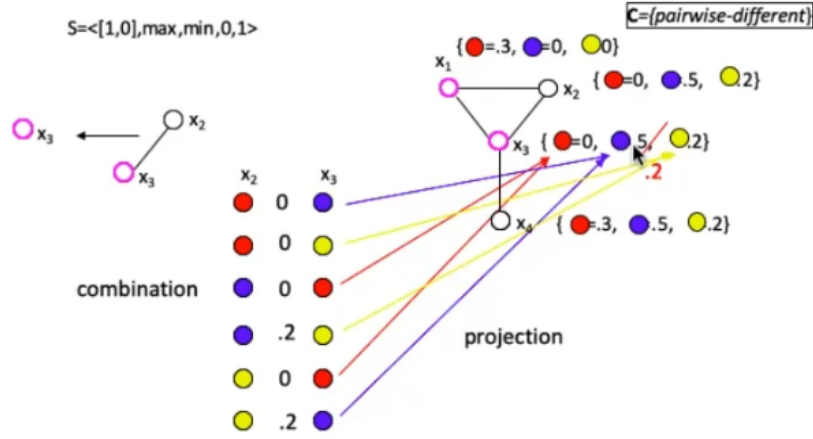 C={pairwise-different}
S=<[1,0],max,min,0,1>
{ =.3, =0, 0}
x1
x2
{ =0, .5, .2}
x3
x2
x3 { =0, 5, .2}
x3
.2
x2 x3
0
x4 { =.3, .5, .2}
0
combination
0
.2
projection
0
.2